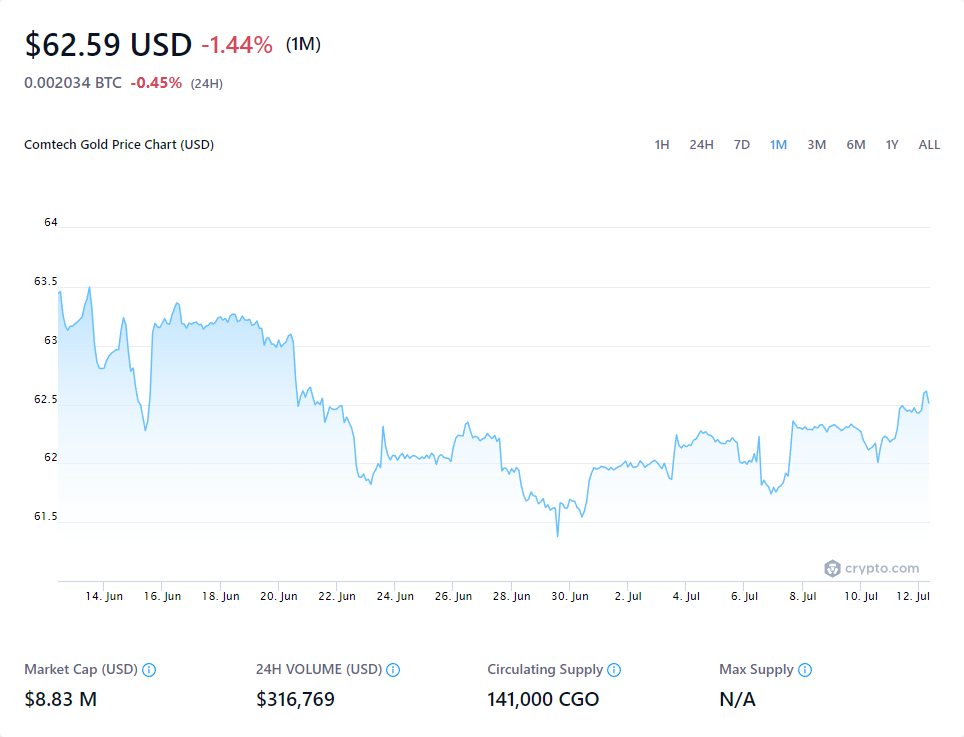 $62.59 USD -1.44% (1M)
0.002034 BTC -0.45% (24H)
Comtech Gold Price Chart (USD) 1H 24H 7D 1M 3M 6M 1Y ALL
64
63.5
63
62.5
62
61.5
crypto.com
14. Jun 16. Jun 18. Jun 20. Jun 22. Jun 24. Jun 26. Jun 28. Jun 30. Jun 2. Jul 4. Jul 6. Jul 8. Jul 10. Jul 12. Jul
Market Cap (USD) 24H VOLUME (USD) Circulating Supply Max Supply
$8.83 M $316,769 141,000 CGO N/A